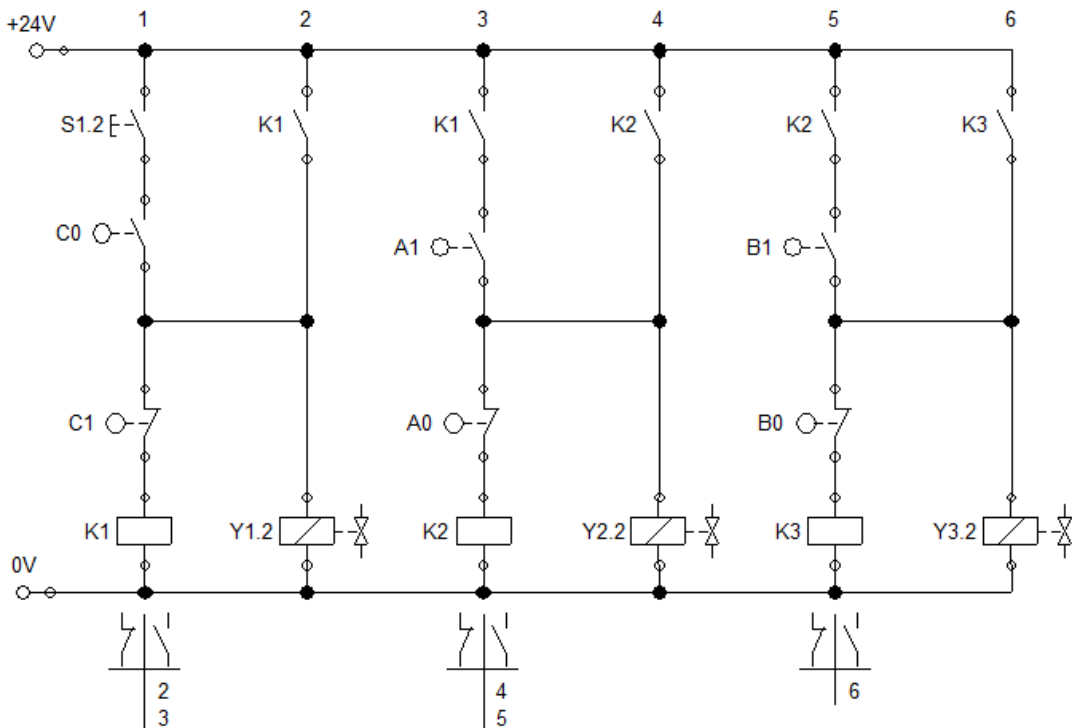 1 2 3 4 5 6
+24V
S1.2 K1 K1 K2 K2 K3
C0 A1 B1
C1 A0 B0
K1 Y1.2 K2 Y2.2 K3 Y3.2
0V
2 4 6
3 5